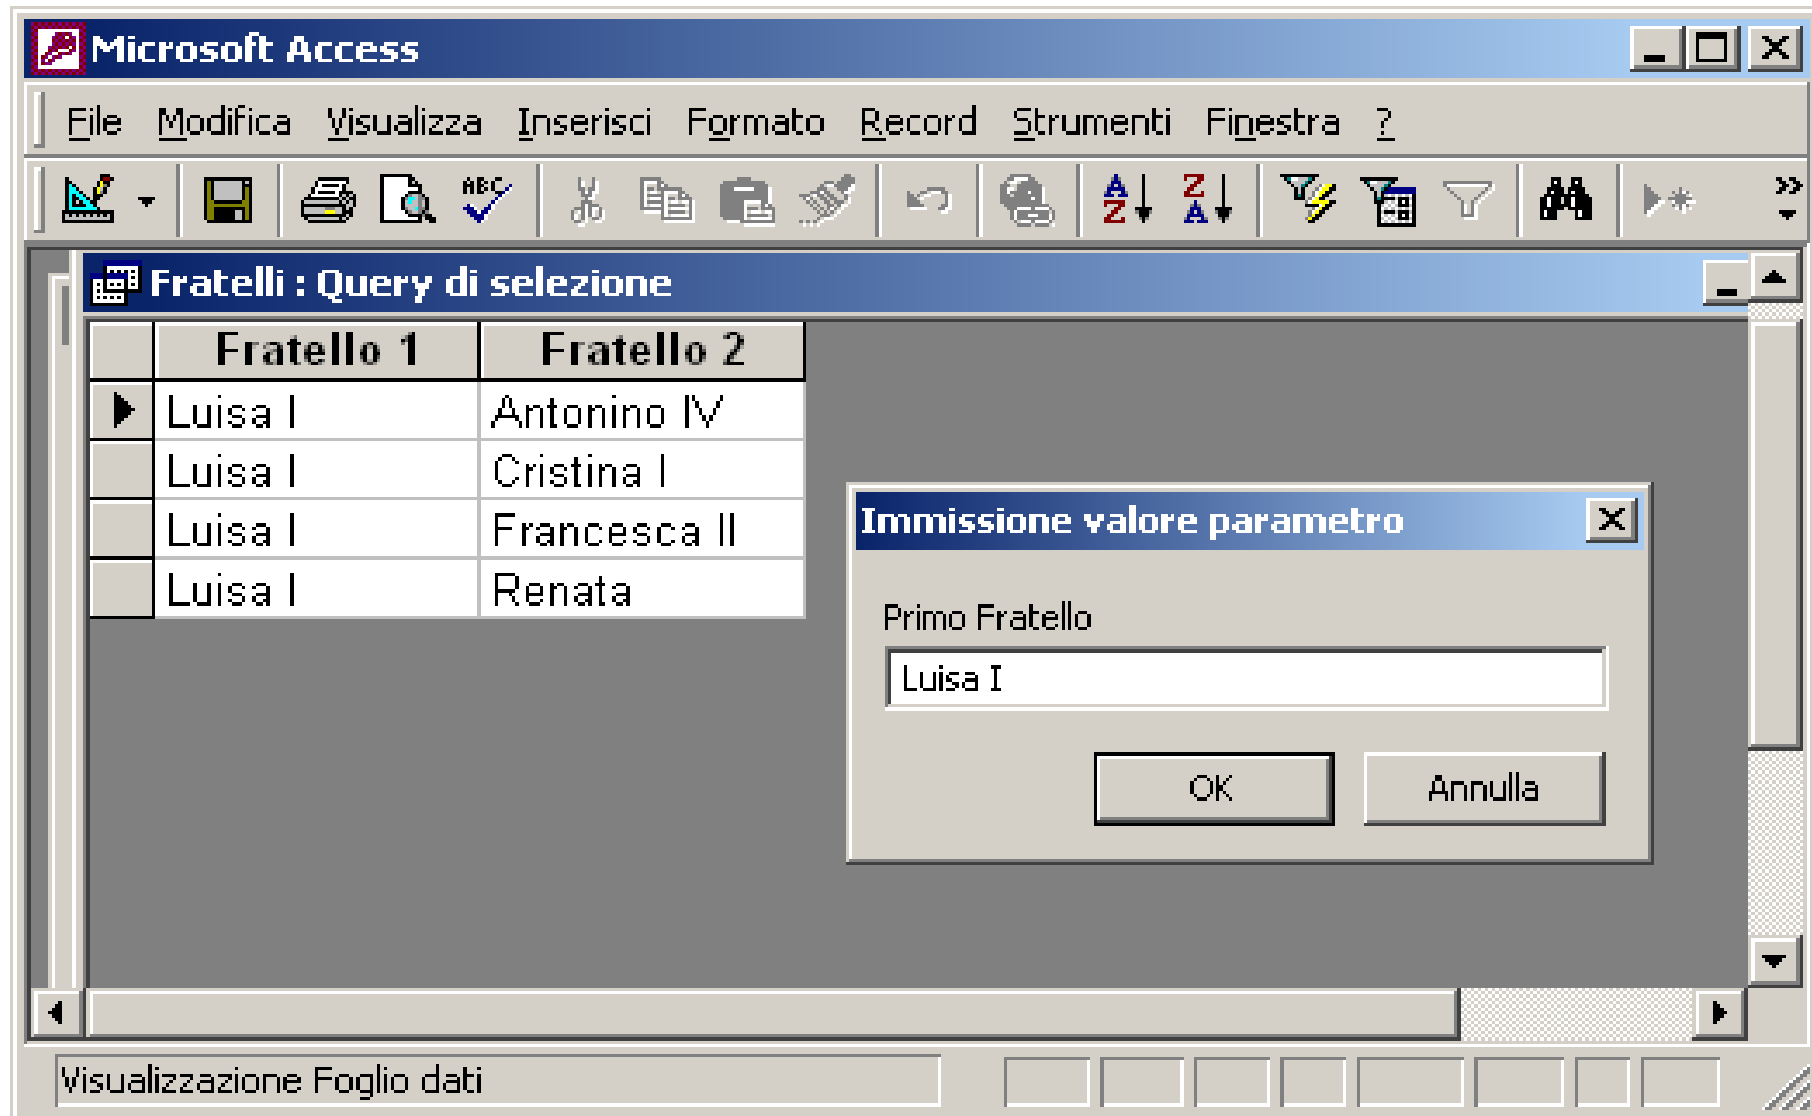 Microsoft Access
File Modifica Visualizza Inserisci Formato Record Strumenti Finestra ?
ABC A Z Z A
Fratelli : Query di selezione
Fratello 1 Fratello 2
Luisa I Antonino IV
Luisa I Cristina I
Luisa I Francesca II
Luisa I Renata
Immissione valore parametro
Primo Fratello
Luisa I
OK Annulla
Visualizzazione Foglio dati